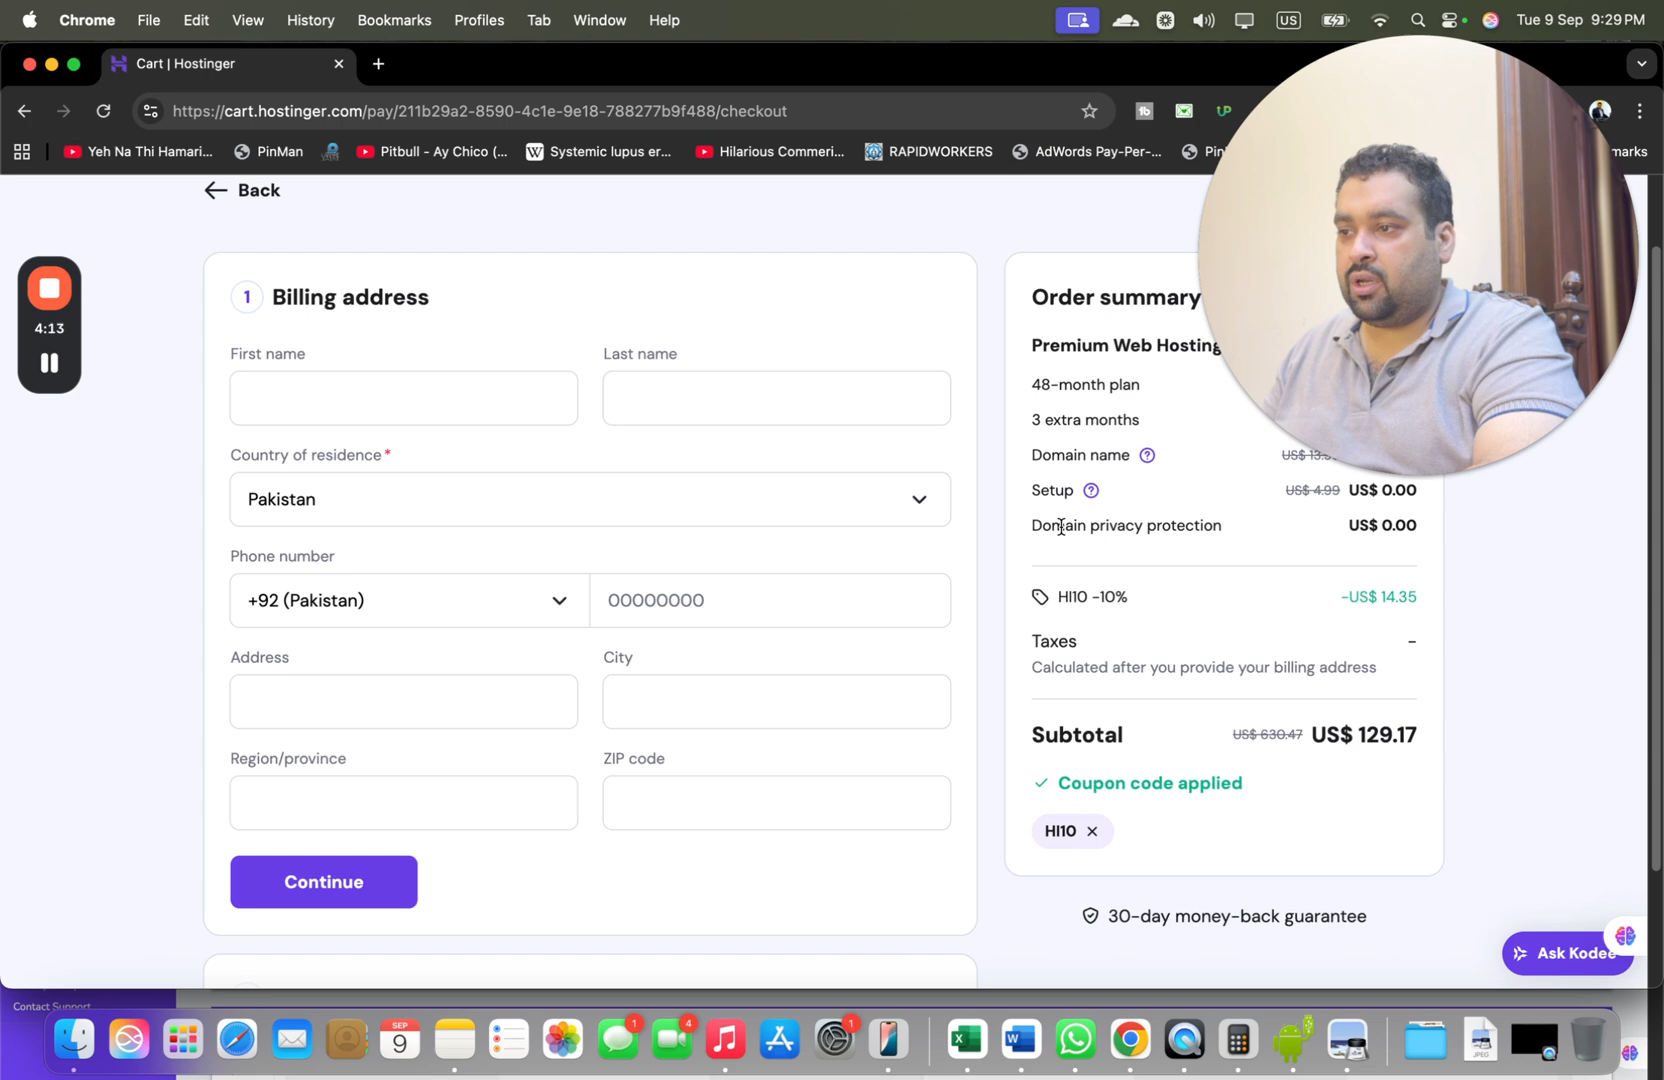 Chrome File Edit View History Bookmarks Profiles Tab Window Help US Tue 9 Sep 9:29 PM
Cart | Hostinger
https://cart.hostinger.com/pay/211b29a2-8590-4c1e-9e18-788277b9f488/checkout
Yeh Na Thi Hamari... PinMan Pitbull - Ay Chico (... Systemic lupus er... Hilarious Commeri... RAPIDWORKERS AdWords Pay-Per-...
Back
4:13
1 Billing address
First name Last name
Country of residence*
Pakistan
Phone number
+92 (Pakistan) 00000000
Address City
Region/province ZIP code
Continue
Order summary
Premium Web Hosting
48-month plan
3 extra months
Domain name
Setup US$ 4.99 US$ 0.00
Domain privacy protection US$ 0.00
HI10 -10% -US$ 14.35
Taxes -
Calculated after you provide your billing address
Subtotal US$ 630.47 US$ 129.17
Coupon code applied
HI10
30-day money-back guarantee
Ask Kodee
Contact Support
SEP
9
1
4
1
JPEG